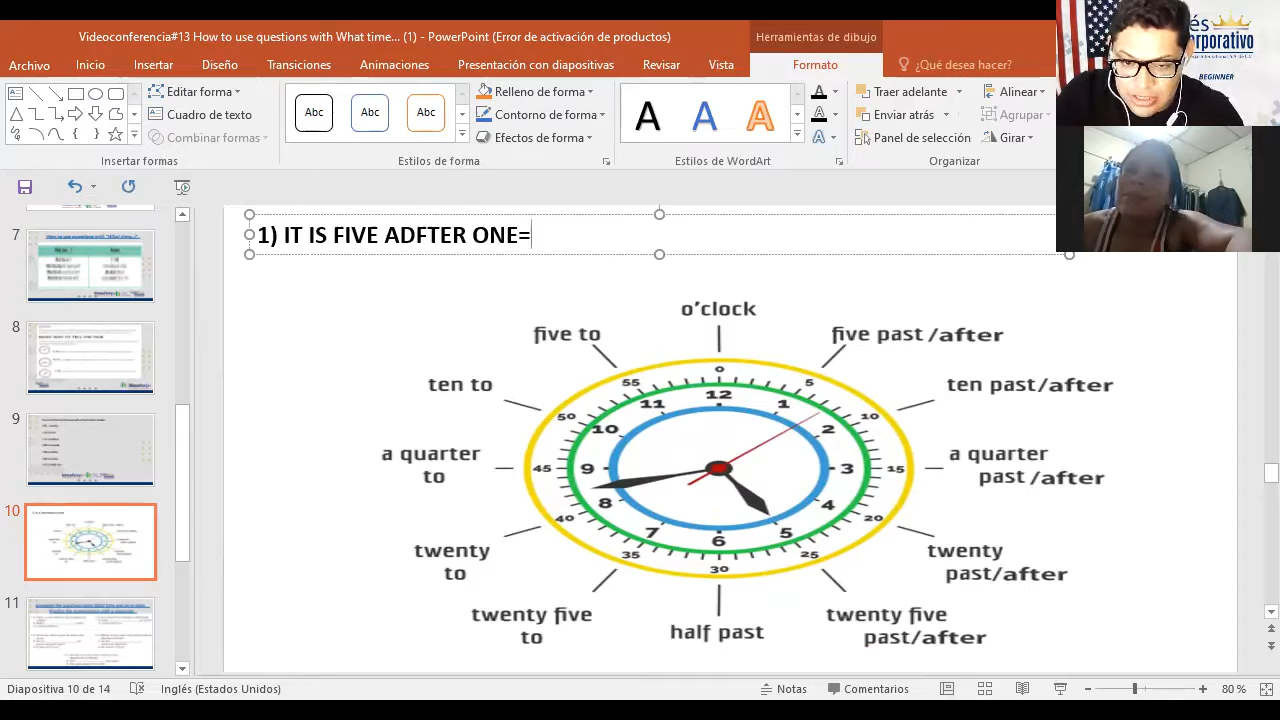 Videoconferencia#13 How to use questions with What time... (1) - PowerPoint (Error de activación de productos)
Herramientas de dibujo
és
orporativo
BEGINNER
Archivo Inicio Insertar Diseño Transiciones Animaciones Presentación con diapositivas Revisar Vista Formato ¿Qué desea hacer?
Editar forma
Cuadro de texto
Combinar formas
Insertar formas
Abc Abc Abc
Relleno de forma
Contorno de forma
Efectos de forma
Estilos de forma
A A A
Estilos de WordArt
Traer adelante
Enviar atrás
Panel de selección
Alinear
Agrupar
Girar
Organizar
7
8
9
10
11
1) IT IS FIVE ADFTER ONE=
o'clock
five to
five past /after
ten to
ten past/after
a quarter
to
a quarter
past /after
twenty
to
twenty
past/after
twenty five
to
half past
twenty five
past/after
0 5 10 15 20 25 30 35 40 45 50 55
12 1 2 3 4 5 6 7 8 9 10 11
Diapositiva 10 de 14 Inglés (Estados Unidos) Notas Comentarios 80 %